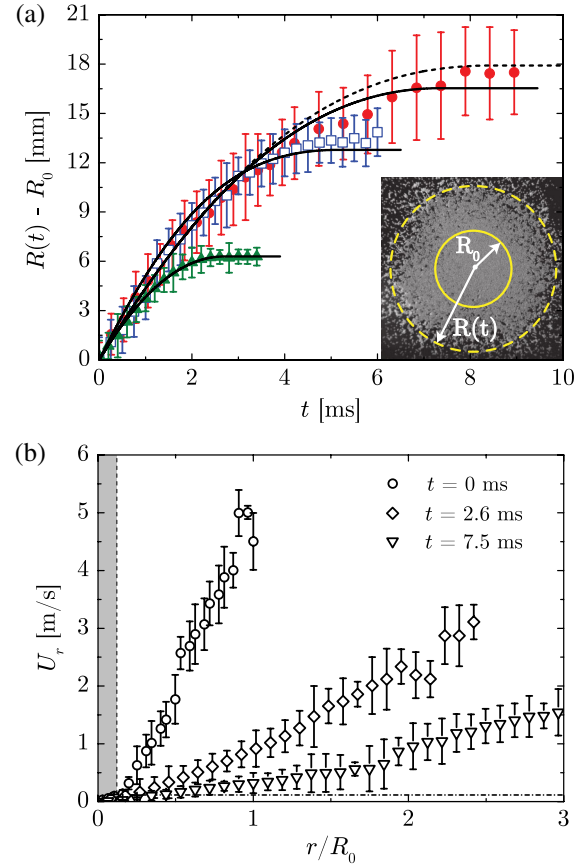 (a)
18
15
12
9
6
3
0
R(t) - R₀ [mm]
R₀
R(t)
0 2 4 6 8 10
t [ms]
(b)
6
5
4
3
2
1
0
Uᵣ [m/s]
t = 0 ms
t = 2.6 ms
t = 7.5 ms
0 1 2 3
r/R₀